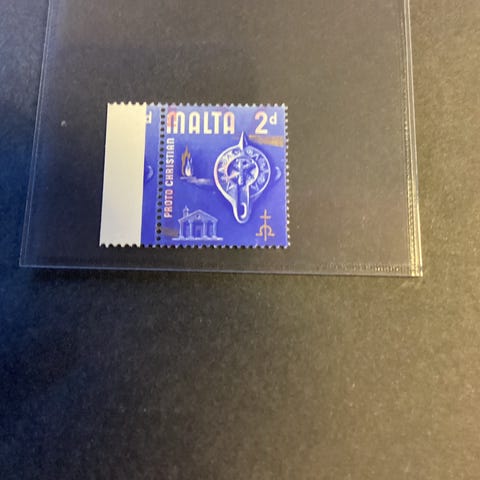 d
MALTA 2d
PROTO CHRISTIAN